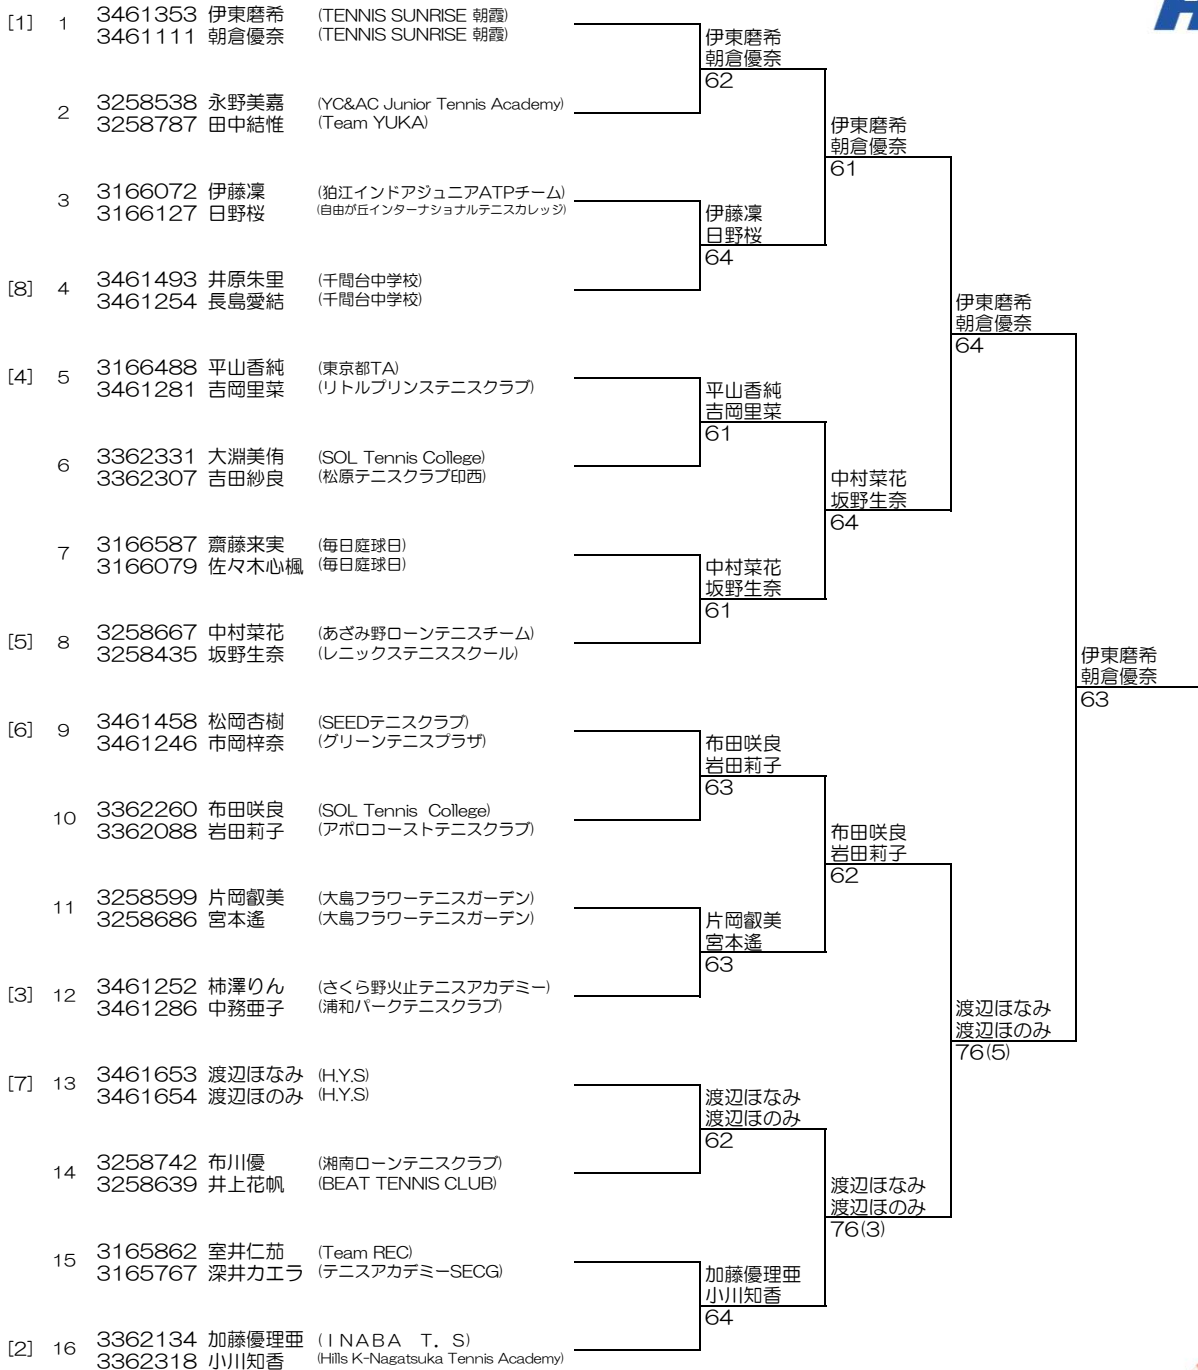 [1] 1 3461353 伊東磨希 (TENNIS SUNRISE 朝霞)
3461111 朝倉優奈 (TENNIS SUNRISE 朝霞)
伊東磨希
朝倉優奈
62
2 3258538 永野美嘉 (YC&AC Junior Tennis Academy)
3258787 田中結惟 (Team YUKA)
伊東磨希
朝倉優奈
61
3 3166072 伊藤凜 (狛江インドアジュニアATPチーム)
3166127 日野桜 (自由が丘インターナショナルテニスカレッジ)
伊藤凜
日野桜
64
[8] 4 3461493 井原朱里 (千間台中学校)
3461254 長島愛結 (千間台中学校)
伊東磨希
朝倉優奈
64
[4] 5 3166488 平山香純 (東京都TA)
3461281 吉岡里菜 (リトルプリンステニスクラブ)
平山香純
吉岡里菜
61
6 3362331 大淵美侑 (SOL Tennis College)
3362307 吉田紗良 (松原テニスクラブ印西)
中村菜花
坂野生奈
64
7 3166587 齋藤来実 (毎日庭球日)
3166079 佐々木心楓 (毎日庭球日)
中村菜花
坂野生奈
61
[5] 8 3258667 中村菜花 (あざみ野ローンテニスチーム)
3258435 坂野生奈 (レニックステニススクール)
伊東磨希
朝倉優奈
63
[6] 9 3461458 松岡杏樹 (SEEDテニスクラブ)
3461246 市岡梓奈 (グリーンテニスプラザ)
布田咲良
岩田莉子
63
10 3362260 布田咲良 (SOL Tennis College)
3362088 岩田莉子 (アポロコーストテニスクラブ)
布田咲良
岩田莉子
62
11 3258599 片岡叡美 (大島フラワーテニスガーデン)
3258686 宮本遙 (大島フラワーテニスガーデン)
片岡叡美
宮本遙
63
[3] 12 3461252 柿澤りん (さくら野火止テニスアカデミー)
3461286 中務亜子 (浦和パークテニスクラブ)
渡辺ほなみ
渡辺ほのみ
76(5)
[7] 13 3461653 渡辺ほなみ (H.Y.S)
3461654 渡辺ほのみ (H.Y.S)
渡辺ほなみ
渡辺ほのみ
62
14 3258742 布川優 (湘南ローンテニスクラブ)
3258639 井上花帆 (BEAT TENNIS CLUB)
渡辺ほなみ
渡辺ほのみ
76(3)
15 3165862 室井仁茄 (Team REC)
3165767 深井カエラ (テニスアカデミーSECG)
加藤優理亜
小川知香
64
[2] 16 3362134 加藤優理亜 (ＩＮＡＢＡ　Ｔ．Ｓ)
3362318 小川知香 (Hills K-Nagatsuka Tennis Academy)